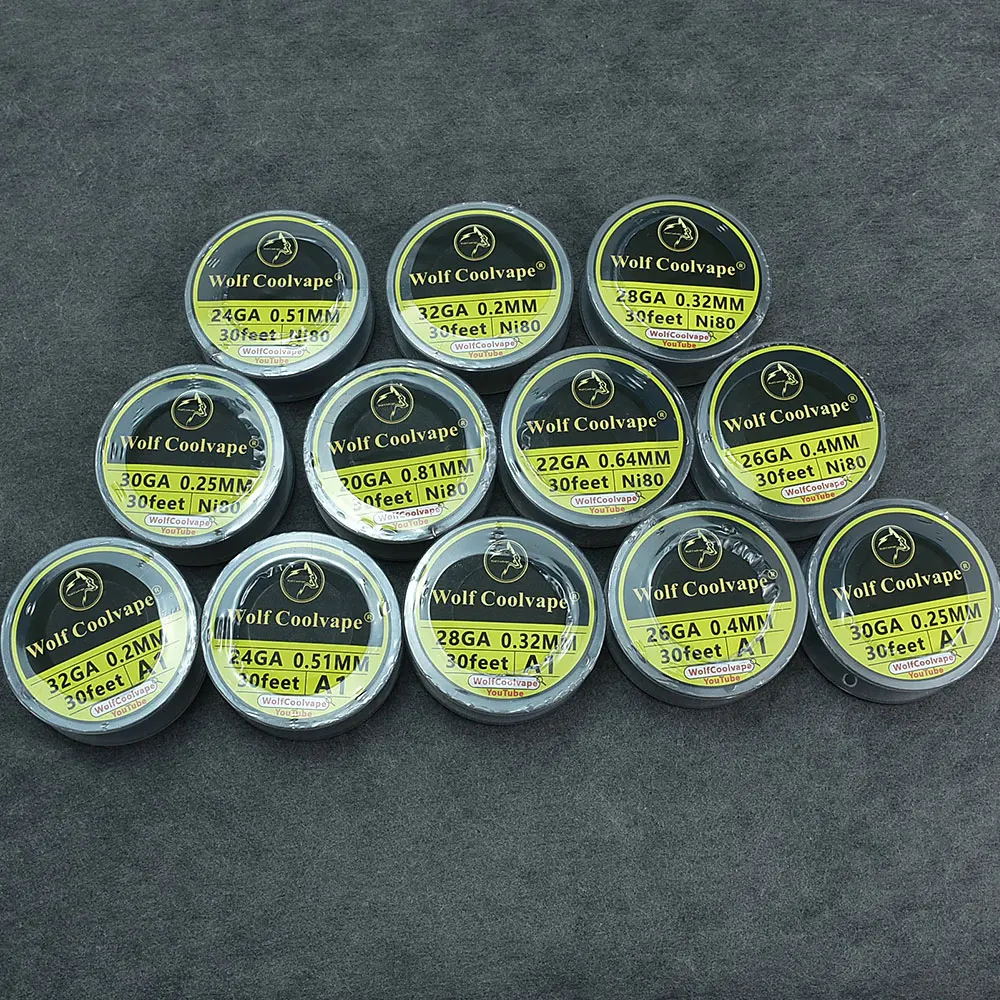 Wolf Coolvape®
24GA 0.51MM
30feet Ni80
WolfCoolvape
YouTube
Wolf Coolvape®
32GA 0.2MM
30feet Ni80
WolfCoolvape
YouTube
Wolf Coolvape®
28GA 0.32MM
30feet Ni80
WolfCoolvape
YouTube
Wolf Coolvape®
30GA 0.25MM
30feet Ni80
WolfCoolvape
YouTube
Wolf Coolvape®
20GA 0.81MM
30feet Ni80
WolfCoolvape
YouTube
Wolf Coolvape®
22GA 0.64MM
30feet Ni80
WolfCoolvape
YouTube
Wolf Coolvape®
26GA 0.4MM
30feet Ni80
WolfCoolvape
YouTube
Wolf Coolvape®
32GA 0.2MM
30feet A1
WolfCoolvape
YouTube
Wolf Coolvape®
24GA 0.51MM
30feet A1
WolfCoolvape
YouTube
Wolf Coolvape®
28GA 0.32MM
30feet A1
WolfCoolvape
YouTube
Wolf Coolvape®
26GA 0.4MM
30feet A1
WolfCoolvape
YouTube
Wolf Coolvape®
30GA 0.25MM
30feet A1
WolfCoolvape
YouTube